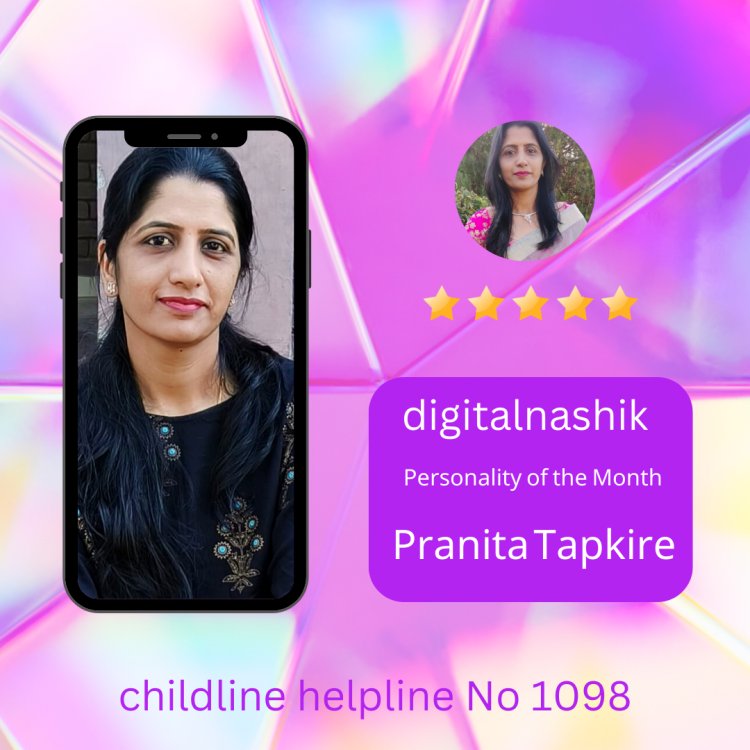 digitalnashik
Personality of the Month
Pranita Tapkire
childline helpline No 1098